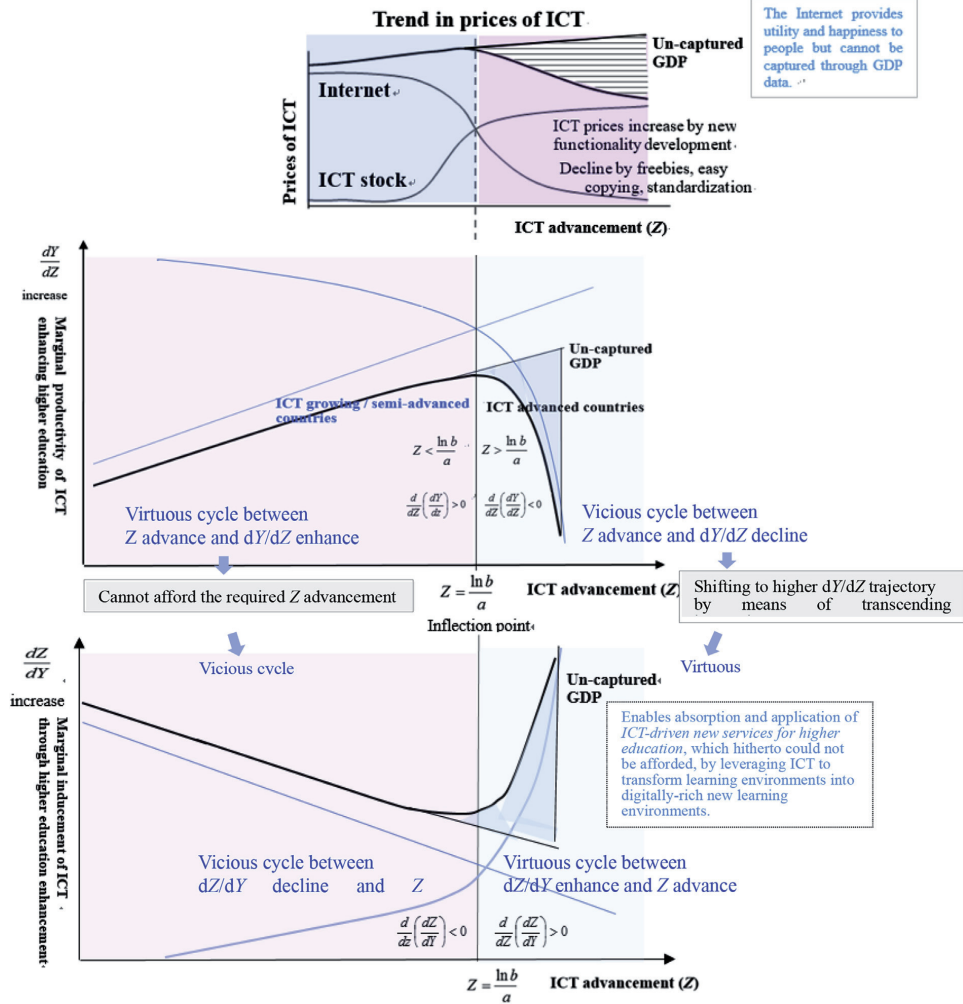 Trend in prices of ICT
The Internet provides
utility and happiness to
people but cannot be
captured through GDP
data.
Un-captured
GDP
Internet
ICT prices increase by new
functionality development
Decline by freebies, easy
copying, standardization
ICT stock
Prices of ICT
ICT advancement (Z)
dY/dZ
increase
Marginal productivity of ICT
enhancing higher education
Un-captured
GDP
ICT growing / semi-advanced
countries
ICT advanced countries
Z < ln b/a
Z > ln b/a
d/dZ(dY/dz) > 0
d/dZ(dY/dZ) < 0
Virtuous cycle between
Z advance and dY/dZ enhance
Vicious cycle between
Z advance and dY/dZ decline
Cannot afford the required Z advancement
Z = ln b/a
ICT advancement (Z)
Shifting to higher dY/dZ trajectory
by means of transcending
Inflection point
dZ/dY
increase
Vicious cycle
Virtuous
Marginal inducement of ICT
through higher education enhancement
Un-captured
GDP
Enables absorption and application of
ICT-driven new services for higher
education, which hitherto could not
be afforded, by leveraging ICT to
transform learning environments into
digitally-rich new learning
environments.
Vicious cycle between
dZ/dY decline and Z
Virtuous cycle between
dZ/dY enhance and Z advance
d/dz(dZ/dY) < 0
d/dZ(dZ/dY) > 0
Z = ln b/a
ICT advancement (Z)